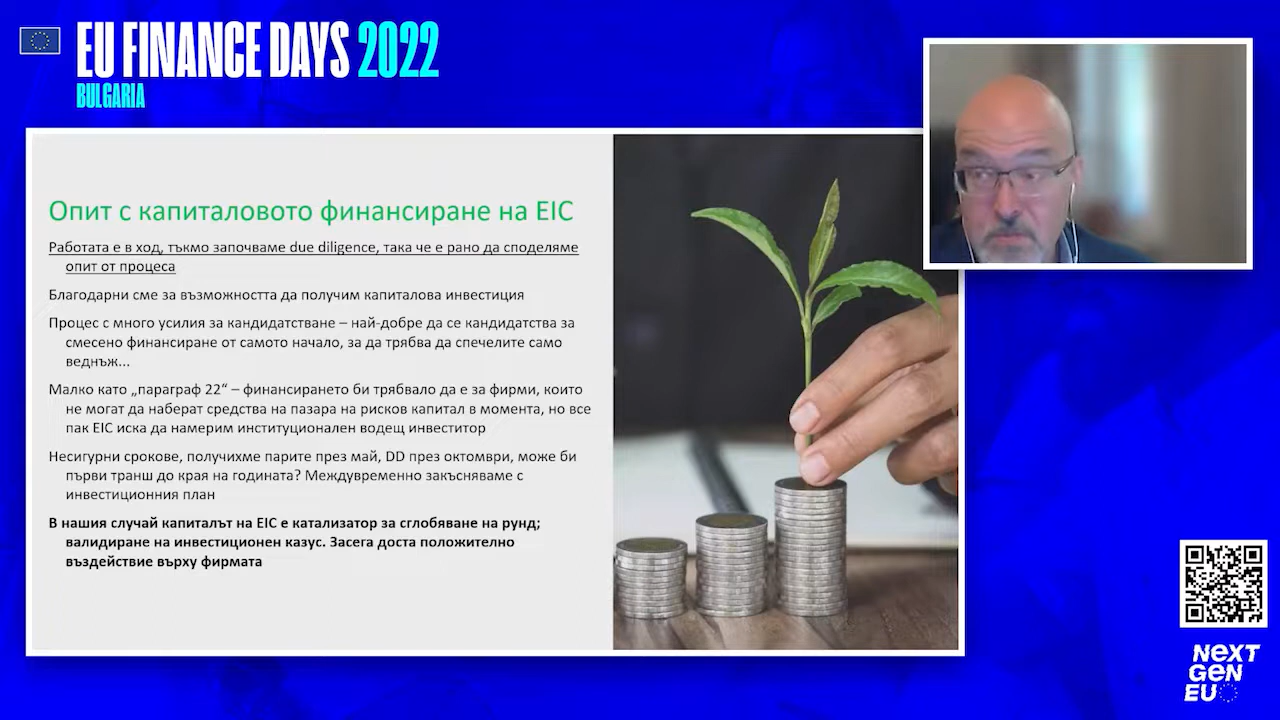 EU FINANCE DAYS 2022
BULGARIA
Опит с капиталовото финансиране на EIC
Работата е в ход, тъкмо започваме due diligence, така че е рано да споделяме
опит от процеса
Благодарни сме за възможността да получим капиталова инвестиция
Процес с много усилия за кандидатстване – най-добре да се кандидатства за
смесено финансиране от самото начало, за да трябва да спечелите само
веднъж...
Малко като „параграф 22“ – финансирането би трябвало да е за фирми, които
не могат да наберат средства на пазара на рисков капитал в момента, но все
пак EIC иска да намерим институционален водещ инвеститор
Несигурни срокове, получихме парите през май, DD през октомври, може би
първи транш до края на годината? Междувременно закъсняваме с
инвестиционния план
В нашия случай капиталът на EIC е катализатор за сглобяване на рунд;
валидиране на инвестиционен казус. Засега доста положително
въздействие върху фирмата
NEXT
GEN
EU